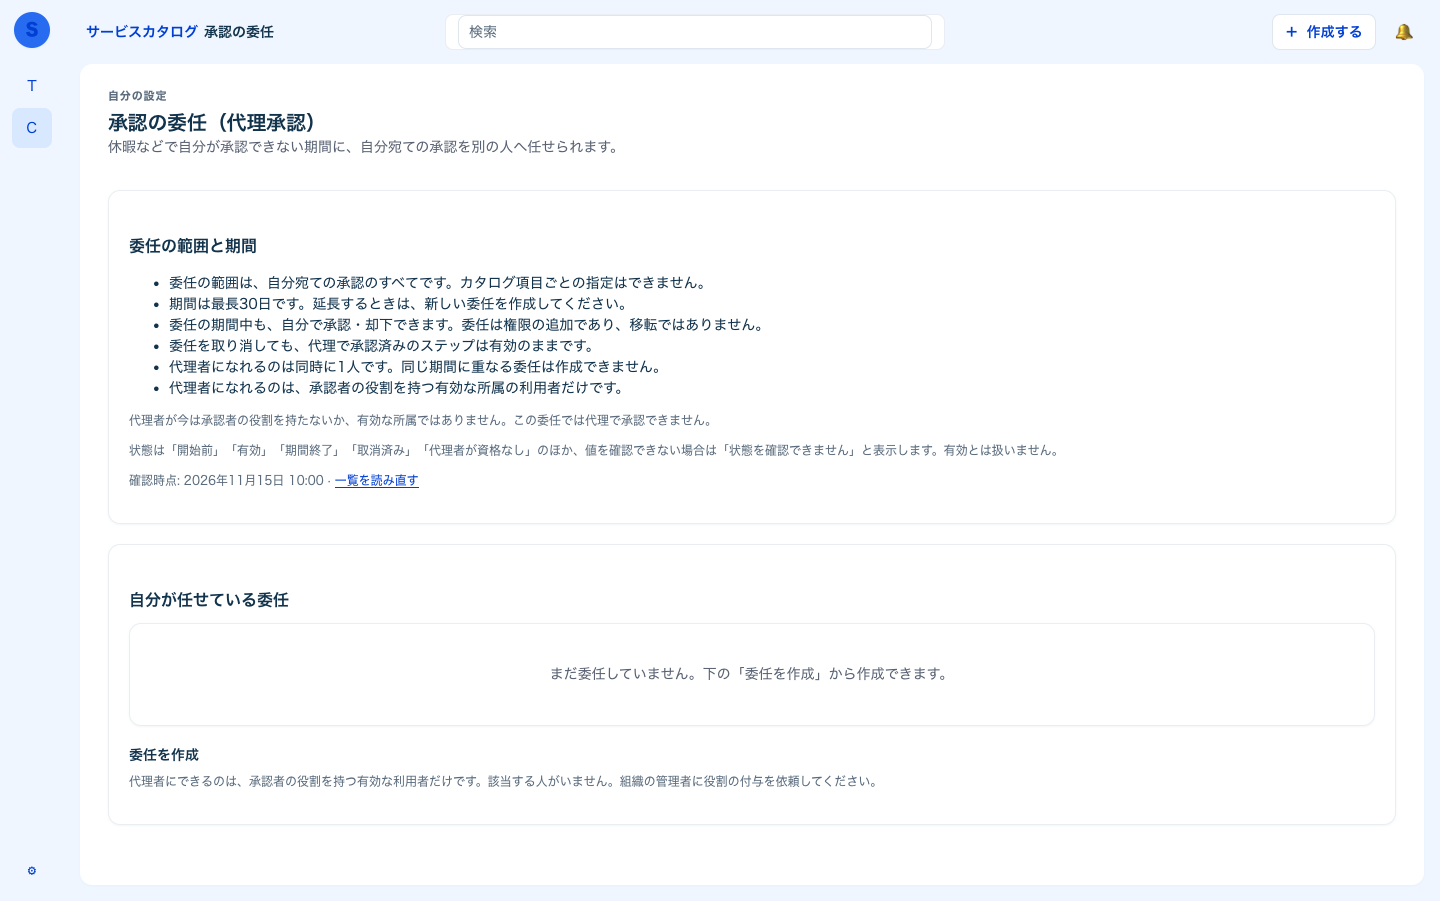 S
サービスカタログ 承認の委任
検索
+ 作成する
T
C
自分の設定
承認の委任（代理承認）
休暇などで自分が承認できない期間に、自分宛ての承認を別の人へ任せられます。
委任の範囲と期間
• 委任の範囲は、自分宛ての承認のすべてです。カタログ項目ごとの指定はできません。
• 期間は最長30日です。延長するときは、新しい委任を作成してください。
• 委任の期間中も、自分で承認・却下できます。委任は権限の追加であり、移転ではありません。
• 委任を取り消しても、代理で承認済みのステップは有効のままです。
• 代理者になれるのは同時に1人です。同じ期間に重なる委任は作成できません。
• 代理者になれるのは、承認者の役割を持つ有効な所属の利用者だけです。
代理者が今は承認者の役割を持たないか、有効な所属ではありません。この委任では代理で承認できません。
状態は「開始前」「有効」「期間終了」「取消済み」「代理者が資格なし」のほか、値を確認できない場合は「状態を確認できません」と表示します。有効とは扱いません。
確認時点: 2026年11月15日 10:00 · 一覧を読み直す
自分が任せている委任
まだ委任していません。下の「委任を作成」から作成できます。
委任を作成
代理者にできるのは、承認者の役割を持つ有効な利用者だけです。該当する人がいません。組織の管理者に役割の付与を依頼してください。